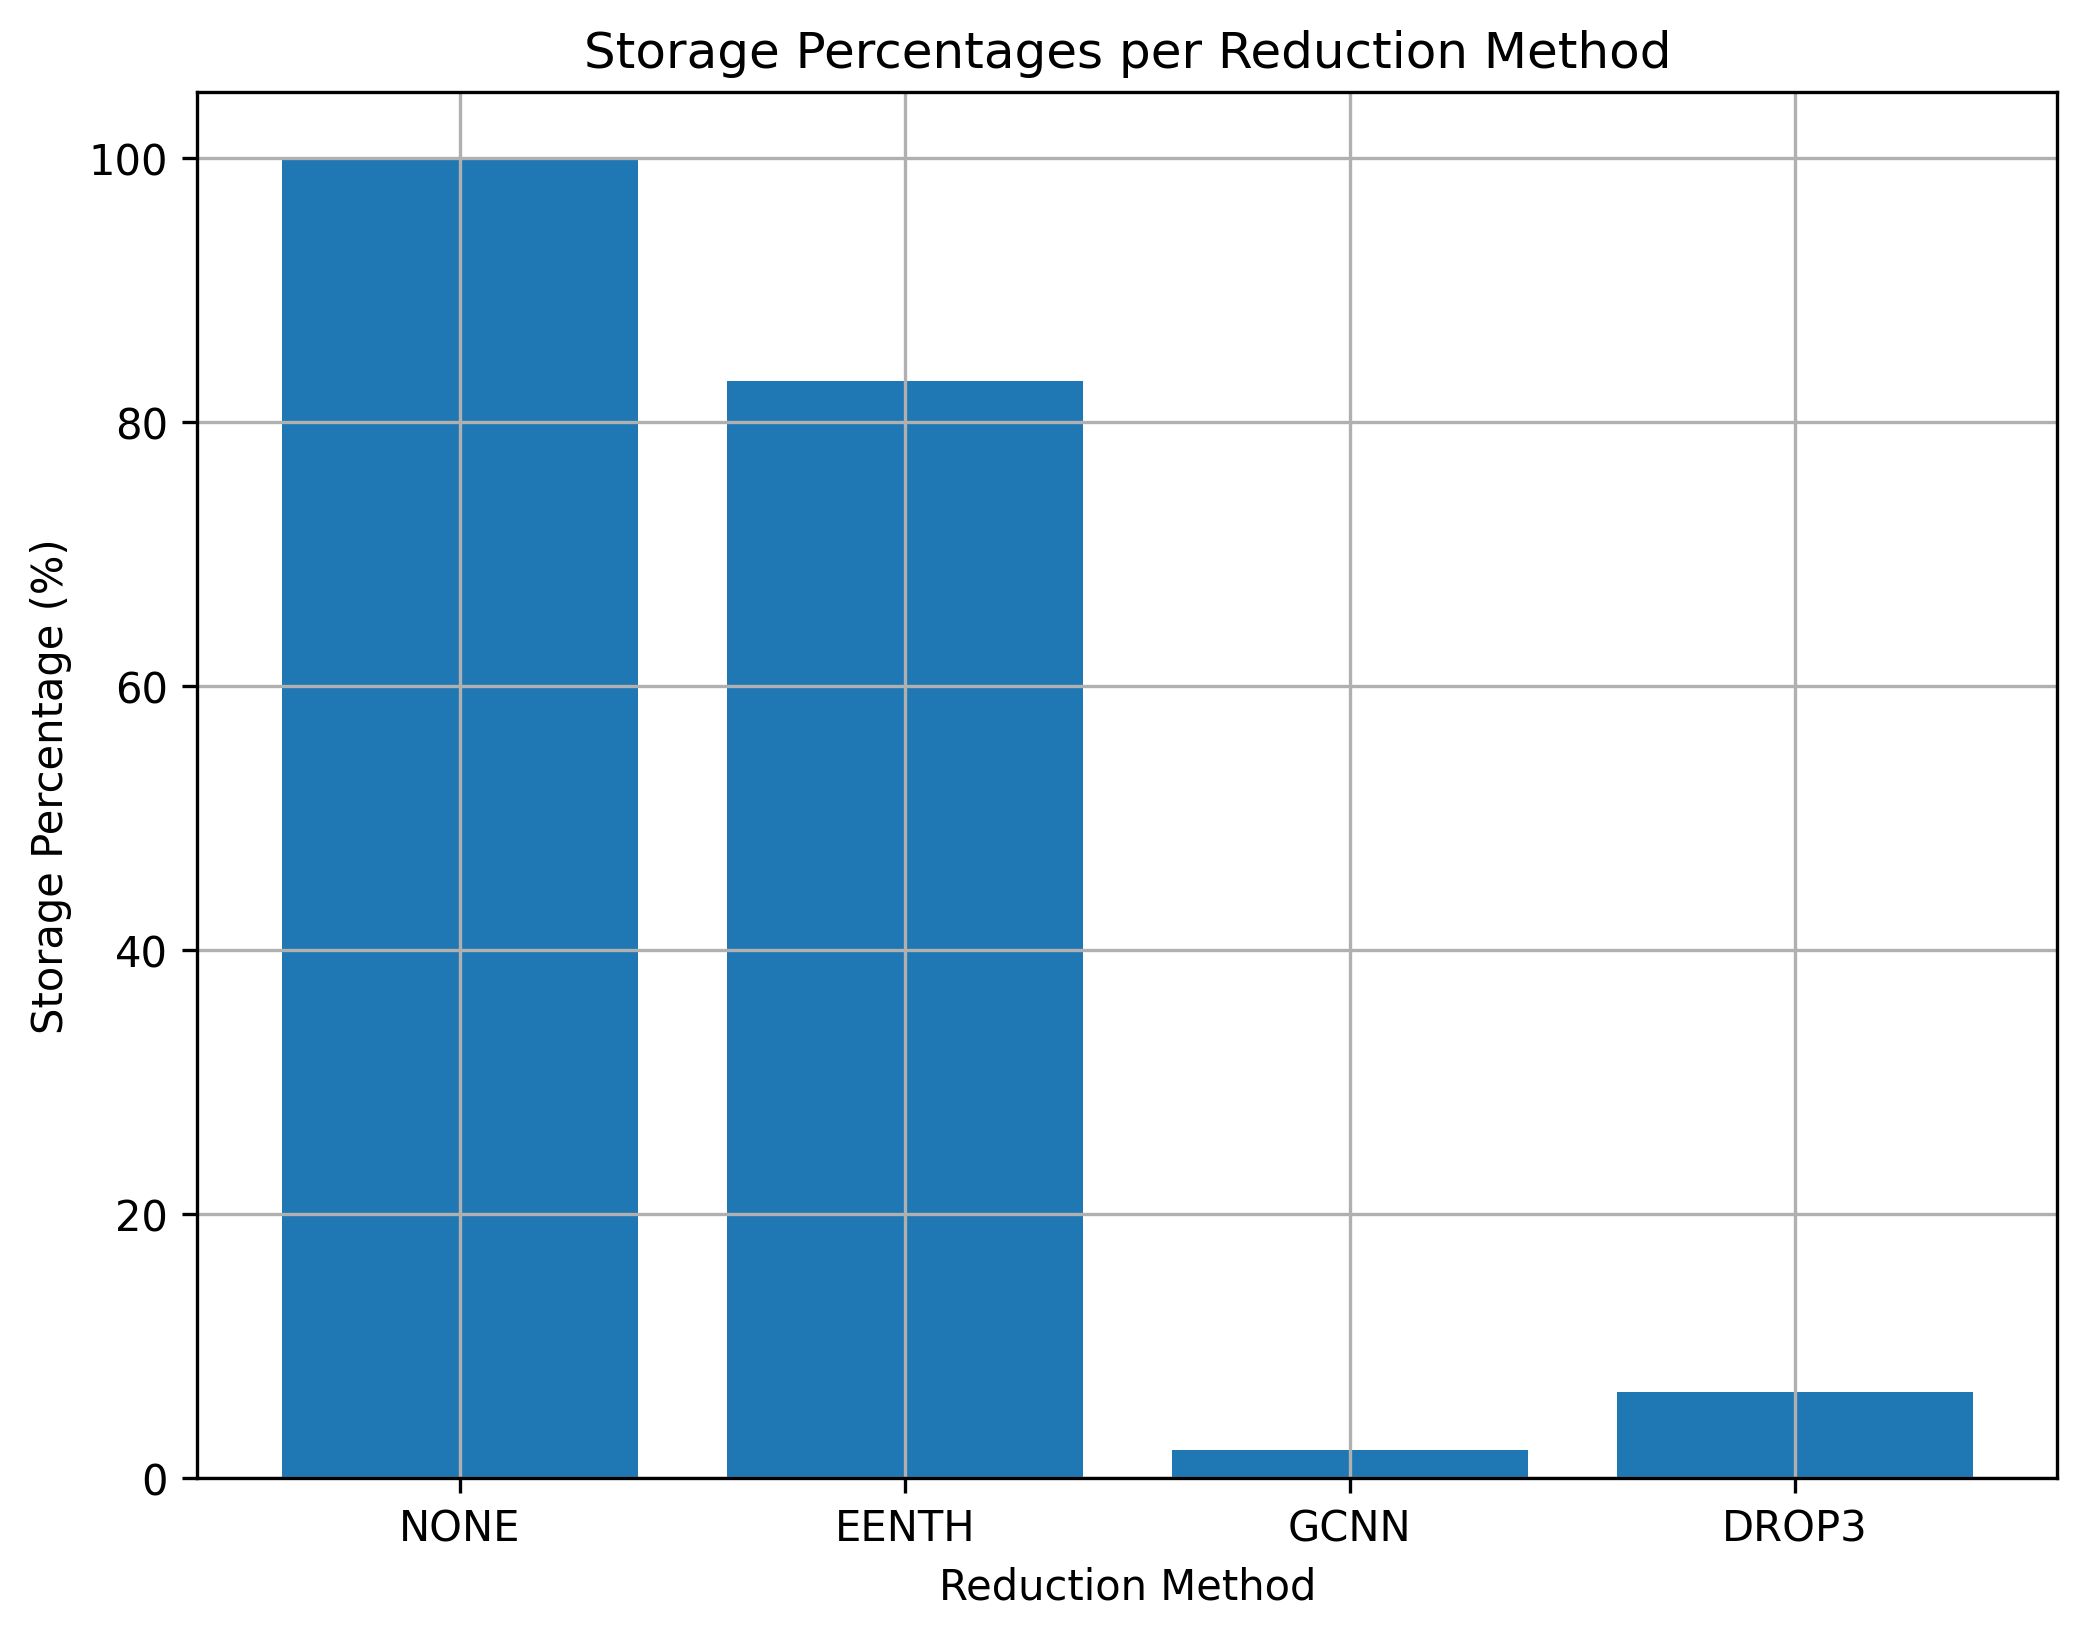 Storage Percentages per Reduction Method
Storage Percentage (%)
100
80
60
40
20
0
NONE EENTH GCNN DROP3
Reduction Method